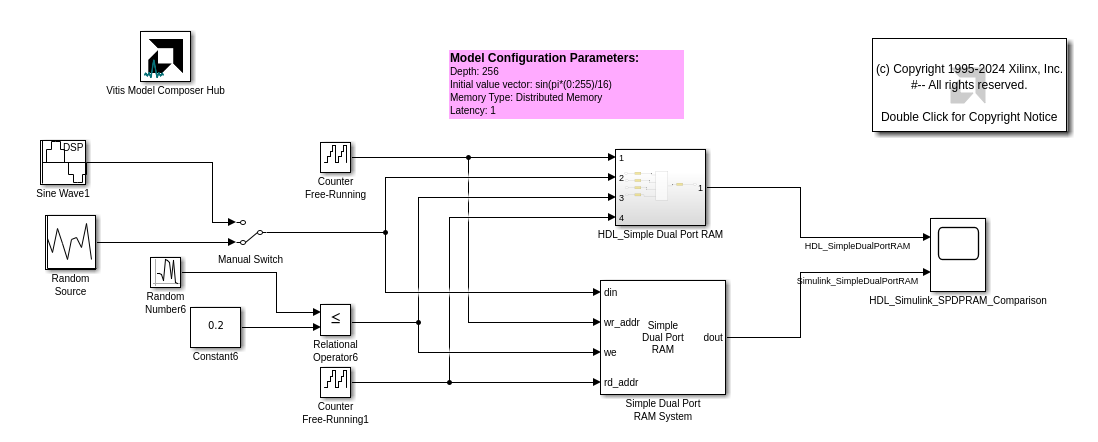 Vitis Model Composer Hub
Model Configuration Parameters:
Depth: 256
Initial value vector: sin(pi*(0:255)/16)
Memory Type: Distributed Memory
Latency: 1
(c) Copyright 1995-2024 Xilinx, Inc.
#-- All rights reserved.
Double Click for Copyright Notice
DSP
Sine Wave1
Random
Source
Manual Switch
Random
Number6
0.2
Constant6
Counter
Free-Running
≤
Relational
Operator6
Counter
Free-Running1
1
2
3
4
1
HDL_Simple Dual Port RAM
din
wr_addr
we
rd_addr
Simple
Dual Port
RAM
dout
Simple Dual Port
RAM System
HDL_SimpleDualPortRAM
Simulink_SimpleDualPortRAM
HDL_Simulink_SPDPRAM_Comparison